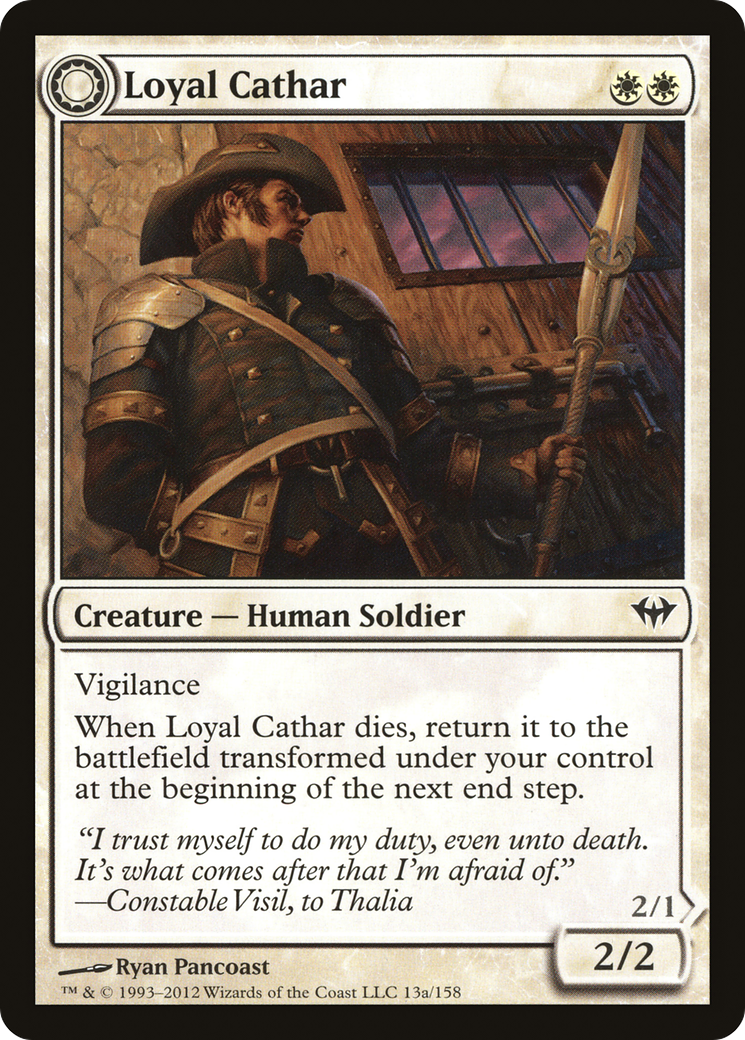 Loyal Cathar
Creature — Human Soldier
Vigilance
When Loyal Cathar dies, return it to the
battlefield transformed under your control
at the beginning of the next end step.
“I trust myself to do my duty, even unto death.
It’s what comes after that I’m afraid of.”
—Constable Visil, to Thalia
2/1
2/2
Ryan Pancoast
™ & © 1993–2012 Wizards of the Coast LLC 13a/158